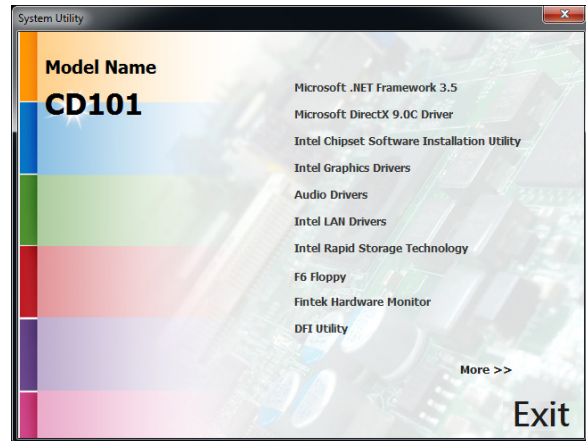 System Utility
Model Name
CD101
Microsoft .NET Framework 3.5
Microsoft DirectX 9.0C Driver
Intel Chipset Software Installation Utility
Intel Graphics Drivers
Audio Drivers
Intel LAN Drivers
Intel Rapid Storage Technology
F6 Floppy
Fintek Hardware Monitor
DFI Utility
More >>
Exit